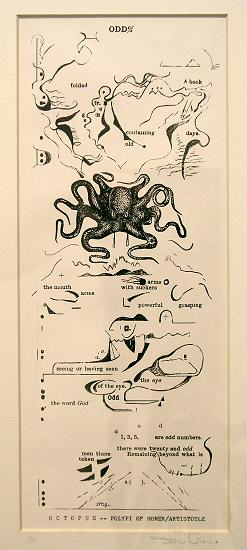 ODD%
folded
A book
fr.
containing
days.
old
arms
with suckers
the mouth
arms
powerful grasping
seeing or having seen
the eye
of the eye.
Odd
the word God
o d d
1, 3, 5, are odd numbers.
there were twenty and odd
men there Remaining beyond what is
taken
OCTOPUS -- POLYPI OF HOMER/ARTISTOTLE